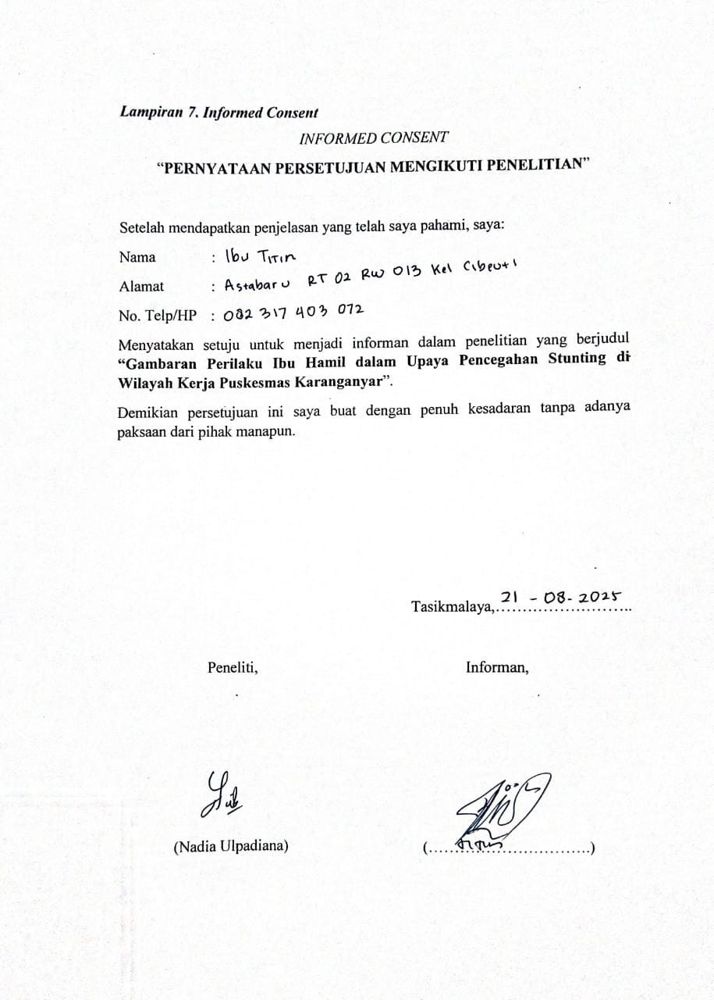 Lampiran 7. Informed Consent
INFORMED CONSENT
“PERNYATAAN PERSETUJUAN MENGIKUTI PENELITIAN”
Setelah mendapatkan penjelasan yang telah saya pahami, saya:
Nama : Ibu Titin
Alamat : Astabaru RT 02 RW 013 Kel Cibeuti
No. Telp/HP : 082 317 403 072
Menyatakan setuju untuk menjadi informan dalam penelitian yang berjudul
“Gambaran Perilaku Ibu Hamil dalam Upaya Pencegahan Stunting di
Wilayah Kerja Puskesmas Karanganyar”.
Demikian persetujuan ini saya buat dengan penuh kesadaran tanpa adanya
paksaan dari pihak manapun.
Tasikmalaya, 21 - 08 - 2025
Peneliti, Informan,
(Nadia Ulpadiana) (..............................)